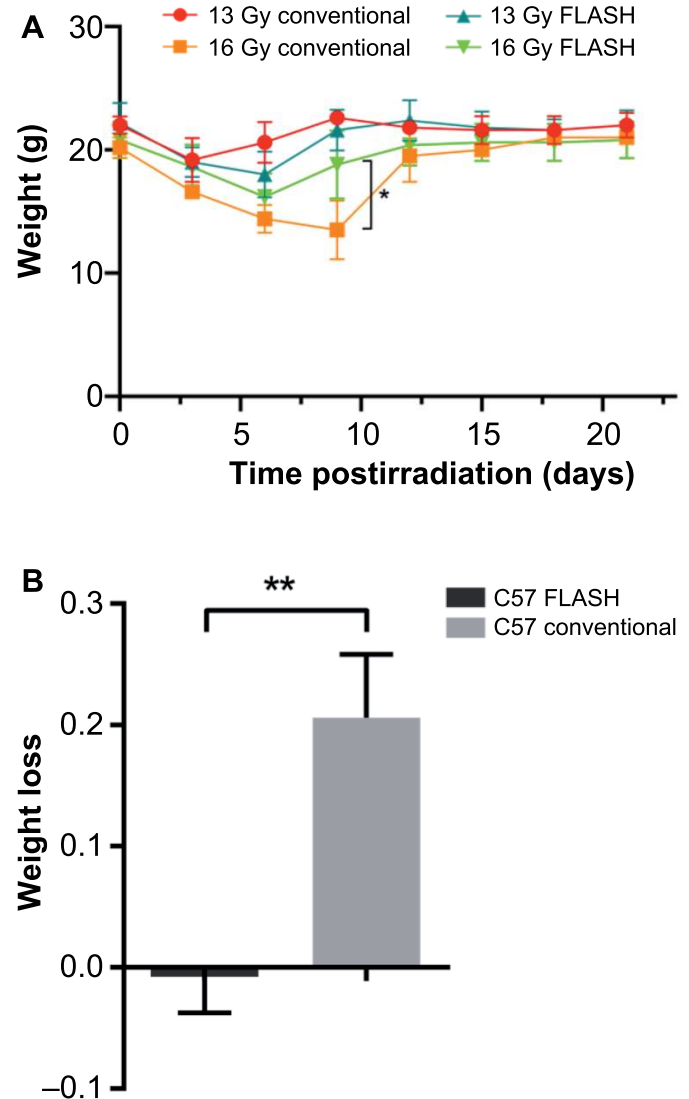 A
13 Gy conventional
13 Gy FLASH
16 Gy conventional
16 Gy FLASH
30
20
10
0
Weight (g)
*
0 5 10 15 20
Time postirradiation (days)
B
**
C57 FLASH
C57 conventional
0.3
0.2
0.1
0.0
–0.1
Weight loss